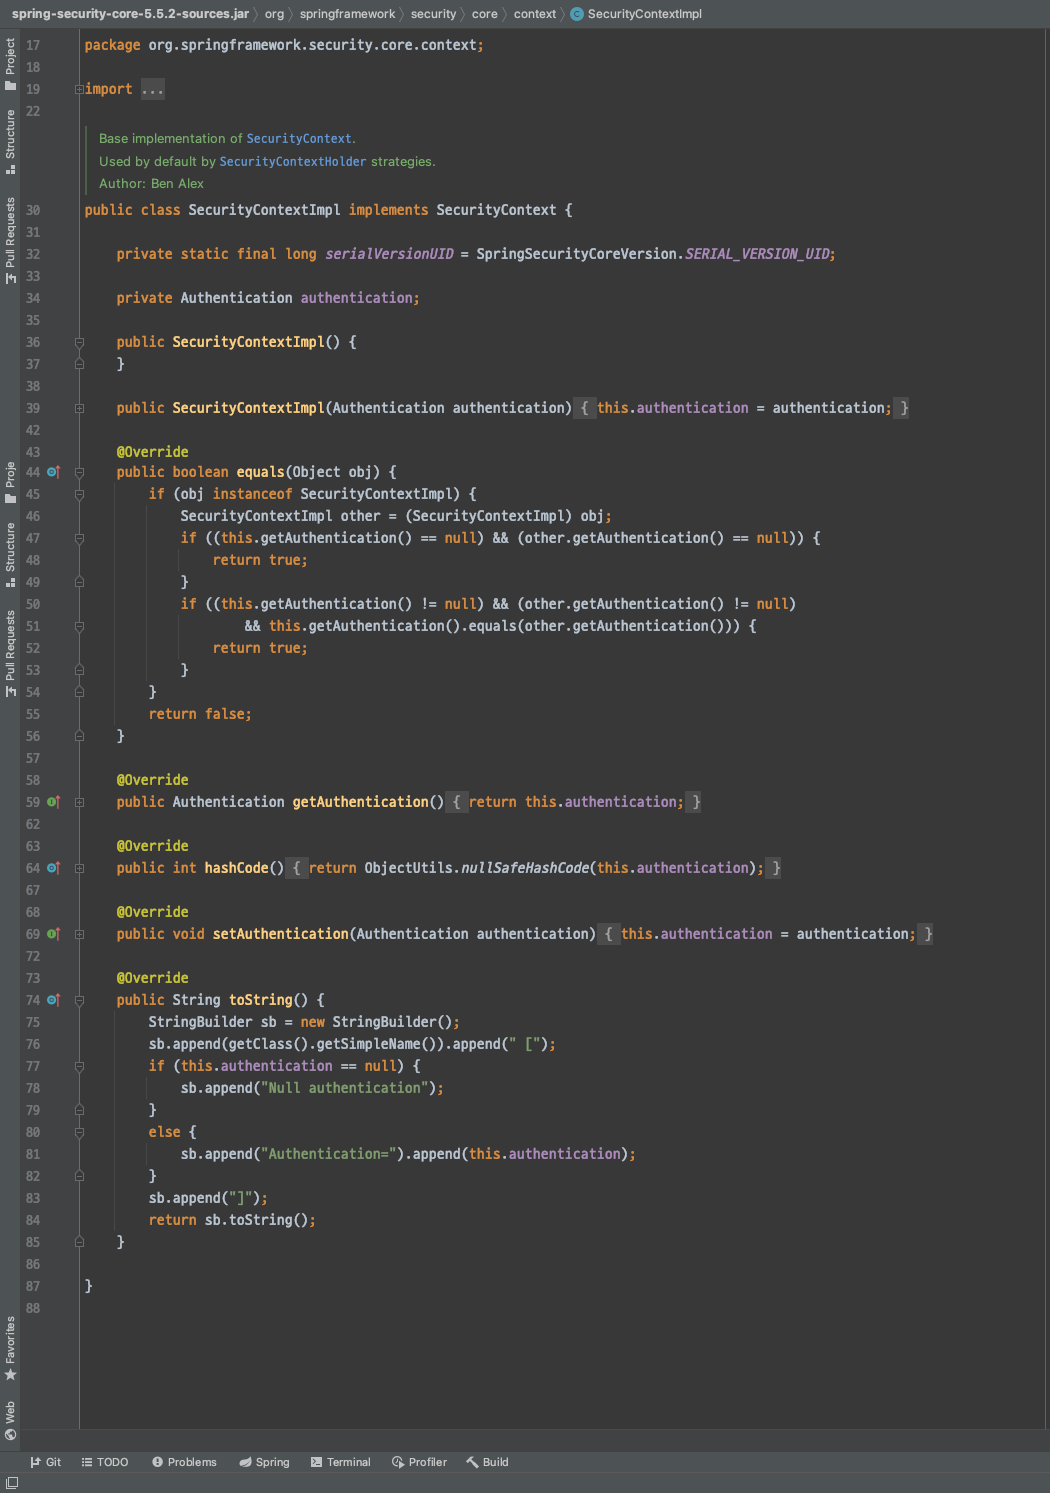 spring-security-core-5.5.2-sources.jar 〉 org 〉 springframework 〉 security 〉 core 〉 context 〉 C SecurityContextImpl
Project
Structure
Pull Requests
Proje
Structure
Pull Requests
Favorites
Web
17 package org.springframework.security.core.context;
18
19 import ...
22
Base implementation of SecurityContext.
Used by default by SecurityContextHolder strategies.
Author: Ben Alex
30 public class SecurityContextImpl implements SecurityContext {
31
32 private static final long serialVersionUID = SpringSecurityCoreVersion.SERIAL_VERSION_UID;
33
34 private Authentication authentication;
35
36 public SecurityContextImpl() {
37 }
38
39 public SecurityContextImpl(Authentication authentication) { this.authentication = authentication; }
42
43 @Override
44 public boolean equals(Object obj) {
45 if (obj instanceof SecurityContextImpl) {
46 SecurityContextImpl other = (SecurityContextImpl) obj;
47 if ((this.getAuthentication() == null) && (other.getAuthentication() == null)) {
48 return true;
49 }
50 if ((this.getAuthentication() != null) && (other.getAuthentication() != null)
51 && this.getAuthentication().equals(other.getAuthentication())) {
52 return true;
53 }
54 }
55 return false;
56 }
57
58 @Override
59 public Authentication getAuthentication() { return this.authentication; }
62
63 @Override
64 public int hashCode() { return ObjectUtils.nullSafeHashCode(this.authentication); }
67
68 @Override
69 public void setAuthentication(Authentication authentication) { this.authentication = authentication; }
72
73 @Override
74 public String toString() {
75 StringBuilder sb = new StringBuilder();
76 sb.append(getClass().getSimpleName()).append(" [");
77 if (this.authentication == null) {
78 sb.append("Null authentication");
79 }
80 else {
81 sb.append("Authentication=").append(this.authentication);
82 }
83 sb.append("]");
84 return sb.toString();
85 }
86
87 }
88
Git TODO Problems Spring Terminal Profiler Build